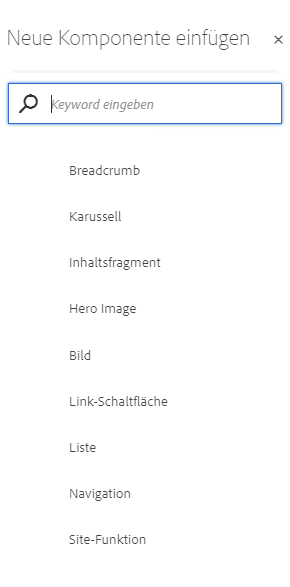 Neue Komponente einfügen ×
Keyword eingeben
Breadcrumb
Karussell
Inhaltsfragment
Hero Image
Bild
Link-Schaltfläche
Liste
Navigation
Site-Funktion